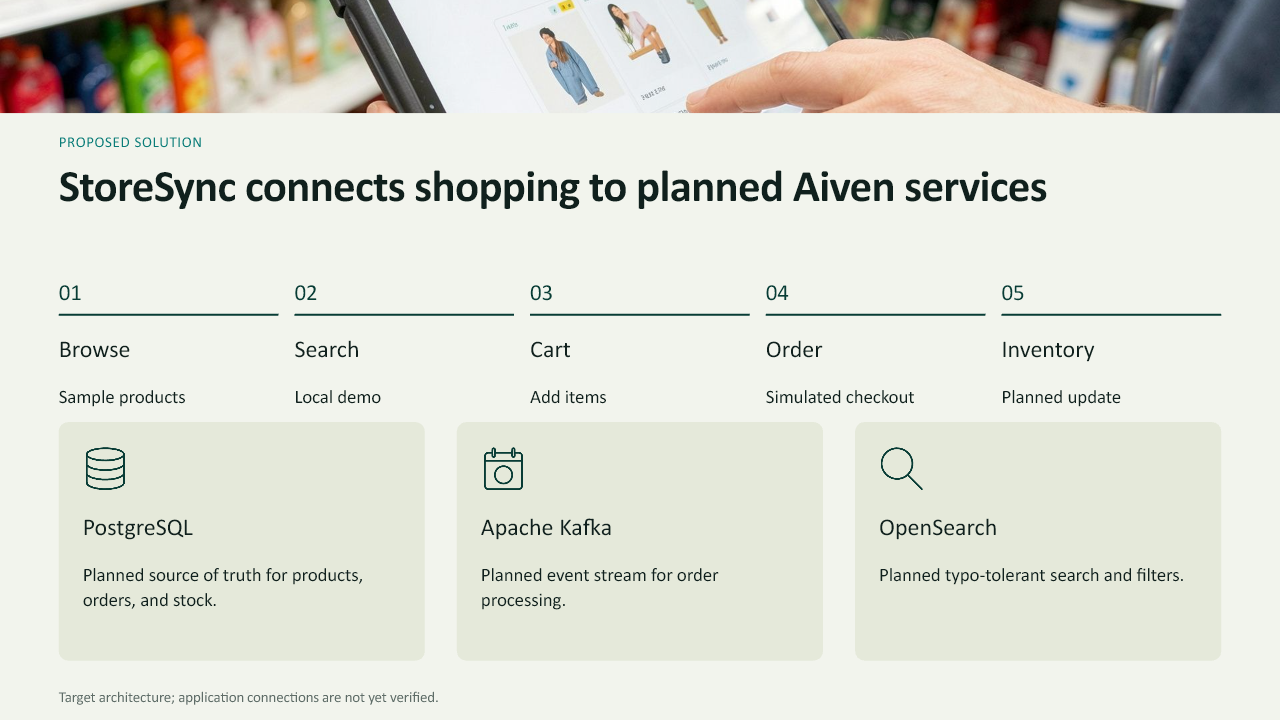 PROPOSED SOLUTION
StoreSync connects shopping to planned Aiven services
01
Browse
Sample products
02
Search
Local demo
03
Cart
Add items
04
Order
Simulated checkout
05
Inventory
Planned update
PostgreSQL
Planned source of truth for products,
orders, and stock.
Apache Kafka
Planned event stream for order
processing.
OpenSearch
Planned typo-tolerant search and filters.
Target architecture; application connections are not yet verified.